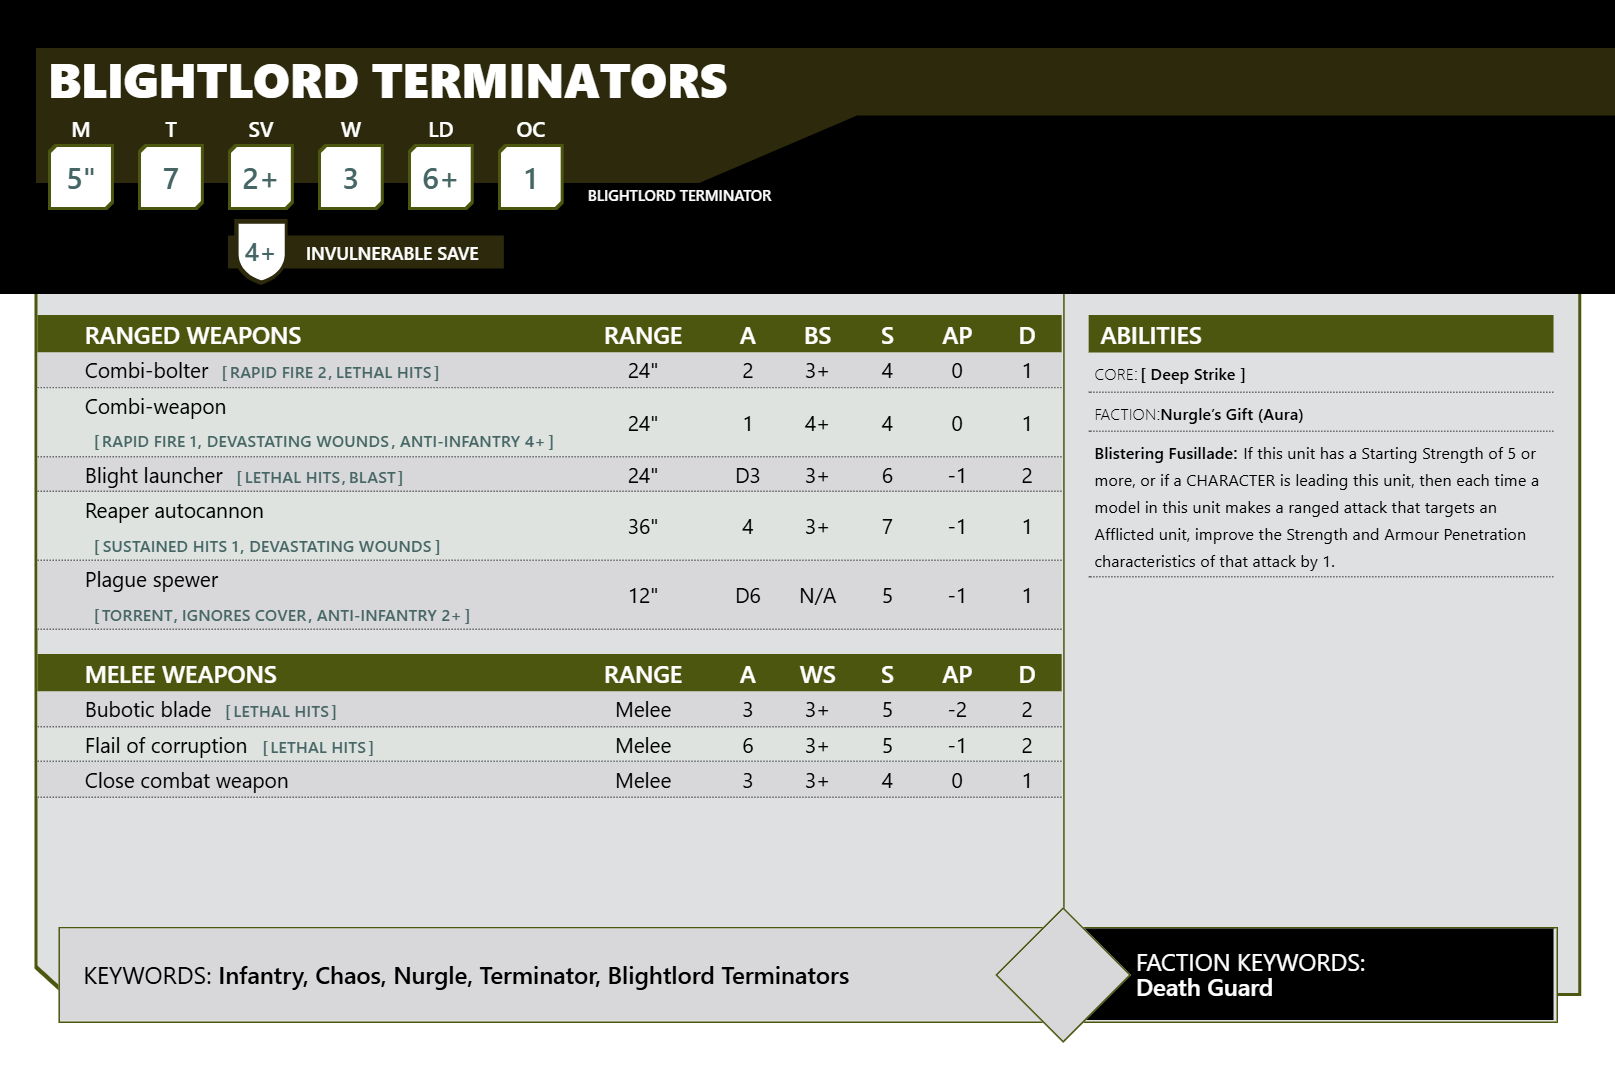 BLIGHTLORD TERMINATORS
M T SV W LD OC
5" 7 2+ 3 6+ 1
BLIGHTLORD TERMINATOR
4+ INVULNERABLE SAVE
RANGED WEAPONS RANGE A BS S AP D
Combi-bolter [ RAPID FIRE 2, LETHAL HITS ] 24" 2 3+ 4 0 1
Combi-weapon
[ RAPID FIRE 1, DEVASTATING WOUNDS, ANTI-INFANTRY 4+ ] 24" 1 4+ 4 0 1
Blight launcher [ LETHAL HITS, BLAST ] 24" D3 3+ 6 -1 2
Reaper autocannon
[ SUSTAINED HITS 1, DEVASTATING WOUNDS ] 36" 4 3+ 7 -1 1
Plague spewer
[ TORRENT, IGNORES COVER, ANTI-INFANTRY 2+ ] 12" D6 N/A 5 -1 1
MELEE WEAPONS RANGE A WS S AP D
Bubotic blade [ LETHAL HITS ] Melee 3 3+ 5 -2 2
Flail of corruption [ LETHAL HITS ] Melee 6 3+ 5 -1 2
Close combat weapon Melee 3 3+ 4 0 1
ABILITIES
CORE: [ Deep Strike ]
FACTION:Nurgle's Gift (Aura)
Blistering Fusillade: If this unit has a Starting Strength of 5 or
more, or if a CHARACTER is leading this unit, then each time a
model in this unit makes a ranged attack that targets an
Afflicted unit, improve the Strength and Armour Penetration
characteristics of that attack by 1.
KEYWORDS: Infantry, Chaos, Nurgle, Terminator, Blightlord Terminators
FACTION KEYWORDS:
Death Guard